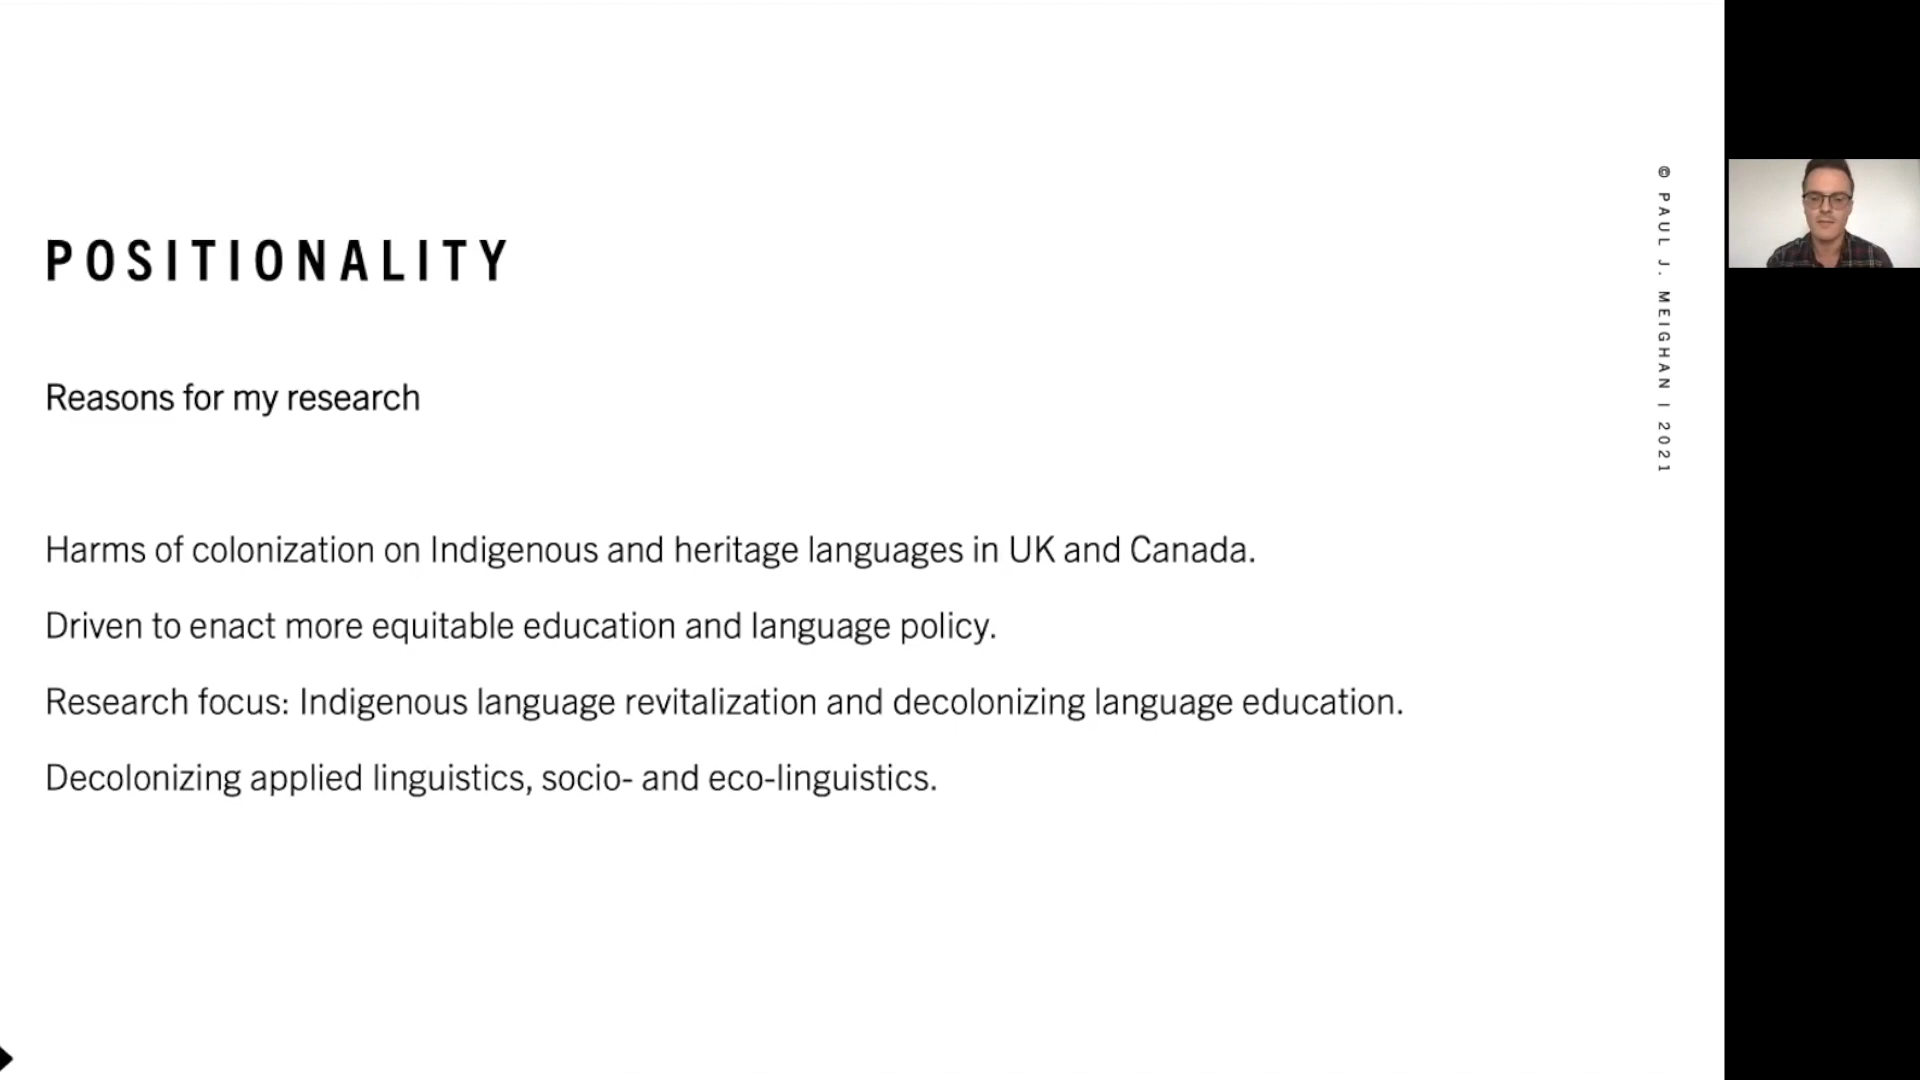 POSITIONALITY
Reasons for my research
Harms of colonization on Indigenous and heritage languages in UK and Canada.
Driven to enact more equitable education and language policy.
Research focus: Indigenous language revitalization and decolonizing language education.
Decolonizing applied linguistics, socio- and eco-linguistics.
© PAUL J. MEIGHAN | 2021